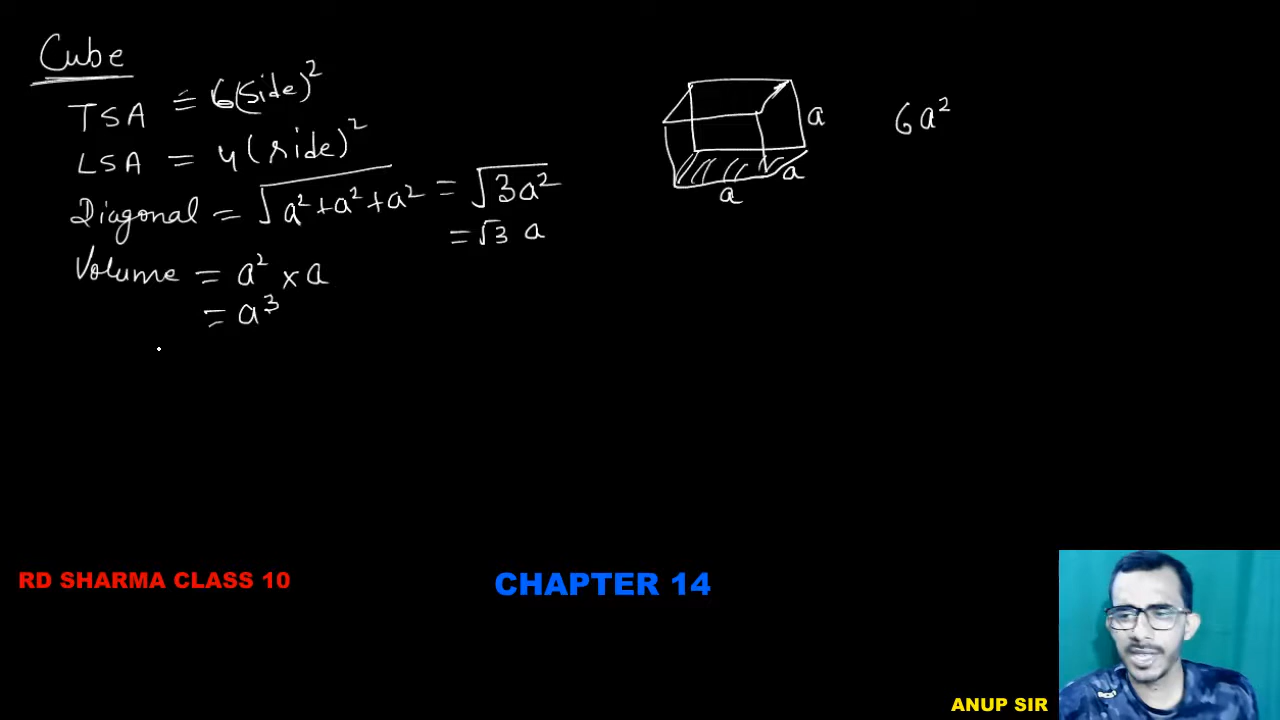 Cube
TSA = 6(side)²
LSA = 4(side)²
Diagonal = √a²+a²+a² = √3a²
= √3 a
Volume = a² × a
= a³
a
a
a
6a²
RD SHARMA CLASS 10
CHAPTER 14
ANUP SIR